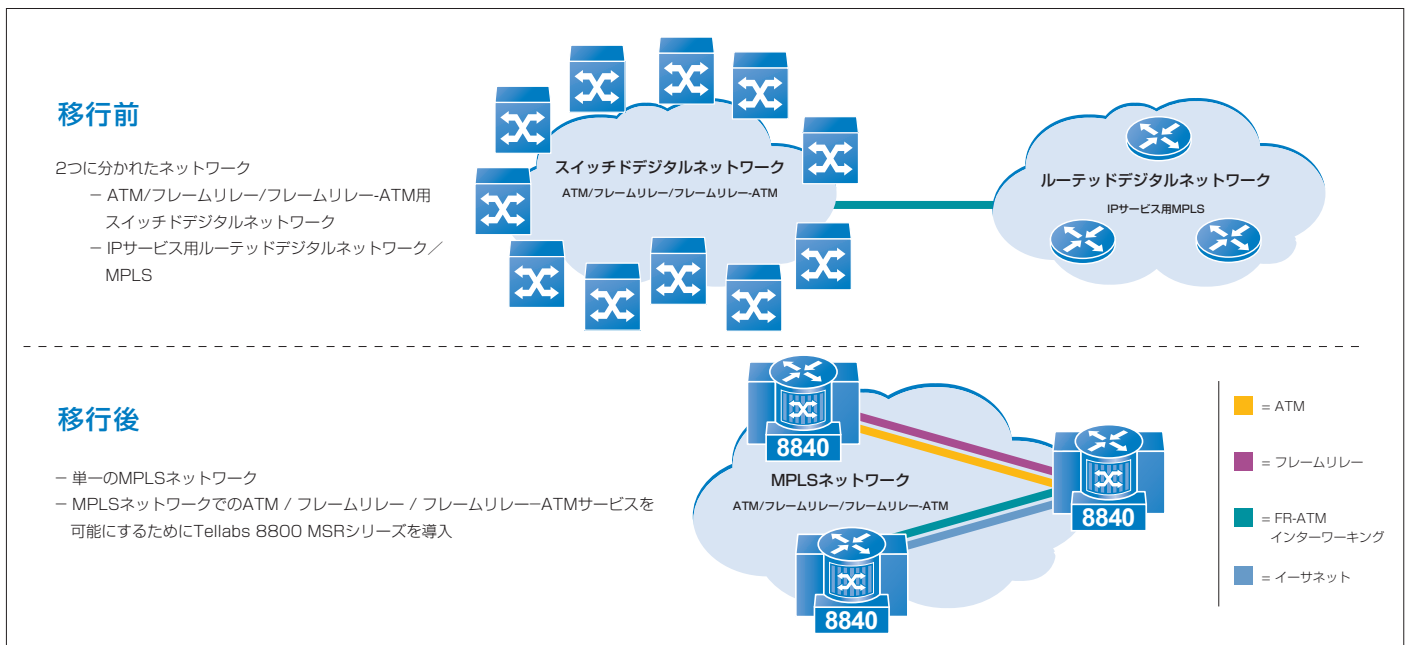 移行前
2つに分かれたネットワーク
− ATM/フレームリレー/フレームリレー-ATM用
スイッチドデジタルネットワーク
− IPサービス用ルーテッドデジタルネットワーク／
MPLS
スイッチドデジタルネットワーク
ATM/フレームリレー/フレームリレー-ATM
ルーテッドデジタルネットワーク
IPサービス用MPLS
移行後
− 単一のMPLSネットワーク
− MPLSネットワークでのATM / フレームリレー / フレームリレーーATMサービスを
可能にするためにTellabs 8800 MSRシリーズを導入
8840
MPLSネットワーク
ATM/フレームリレー/フレームリレー-ATM
8840
8840
= ATM
= フレームリレー
= FR-ATM
インターワーキング
= イーサネット